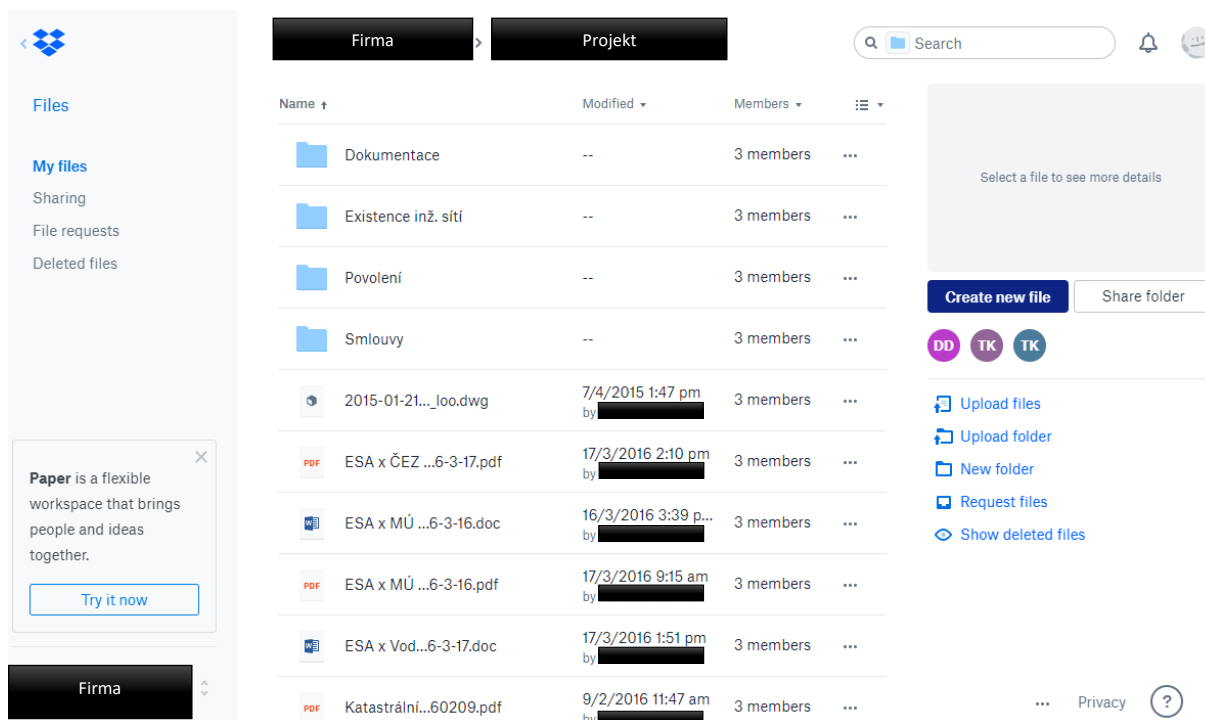 Firma
Projekt
Search
Files
My files
Sharing
File requests
Deleted files
Paper is a flexible
workspace that brings
people and ideas
together.
Try it now
Firma
Name
Modified
Members
Dokumentace -- 3 members ...
Existence inž. sítí -- 3 members ...
Povolení -- 3 members ...
Smlouvy -- 3 members ...
2015-01-21..._loo.dwg 7/4/2015 1:47 pm 3 members ...
by
PDF ESA x ČEZ ...6-3-17.pdf 17/3/2016 2:10 pm 3 members ...
by
ESA x MÚ ...6-3-16.doc 16/3/2016 3:39 p... 3 members ...
by
PDF ESA x MÚ ...6-3-16.pdf 17/3/2016 9:15 am 3 members ...
by
ESA x Vod...6-3-17.doc 17/3/2016 1:51 pm 3 members ...
by
PDF Katastrální...60209.pdf 9/2/2016 11:47 am 3 members ...
by
Select a file to see more details
Create new file
Share folder
DD TK TK
Upload files
Upload folder
New folder
Request files
Show deleted files
... Privacy ?